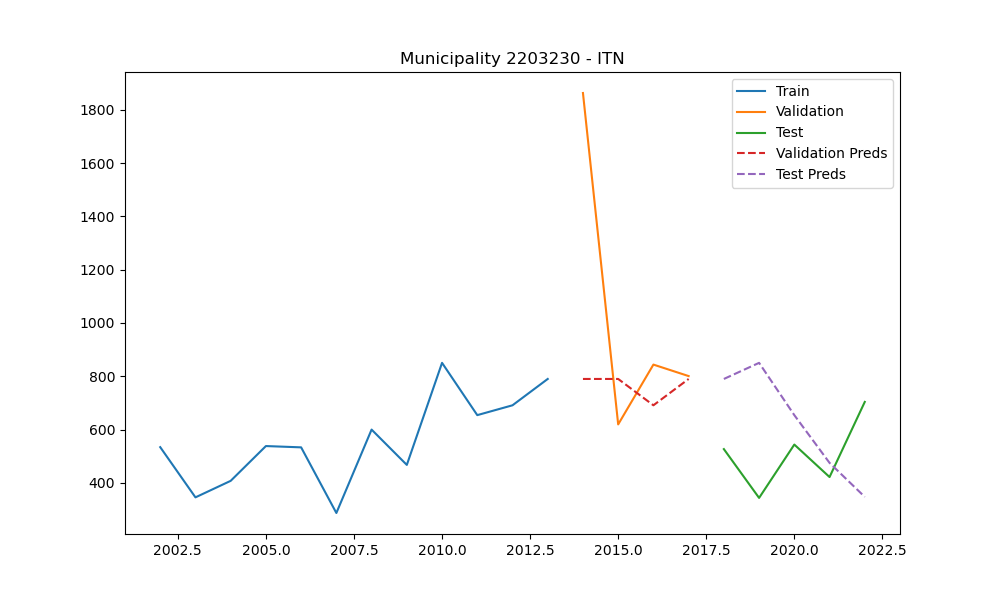 Municipality 2203230 - ITN
1800
1600
1400
1200
1000
800
600
400
2002.5 2005.0 2007.5 2010.0 2012.5 2015.0 2017.5 2020.0 2022.5
Train
Validation
Test
Validation Preds
Test Preds